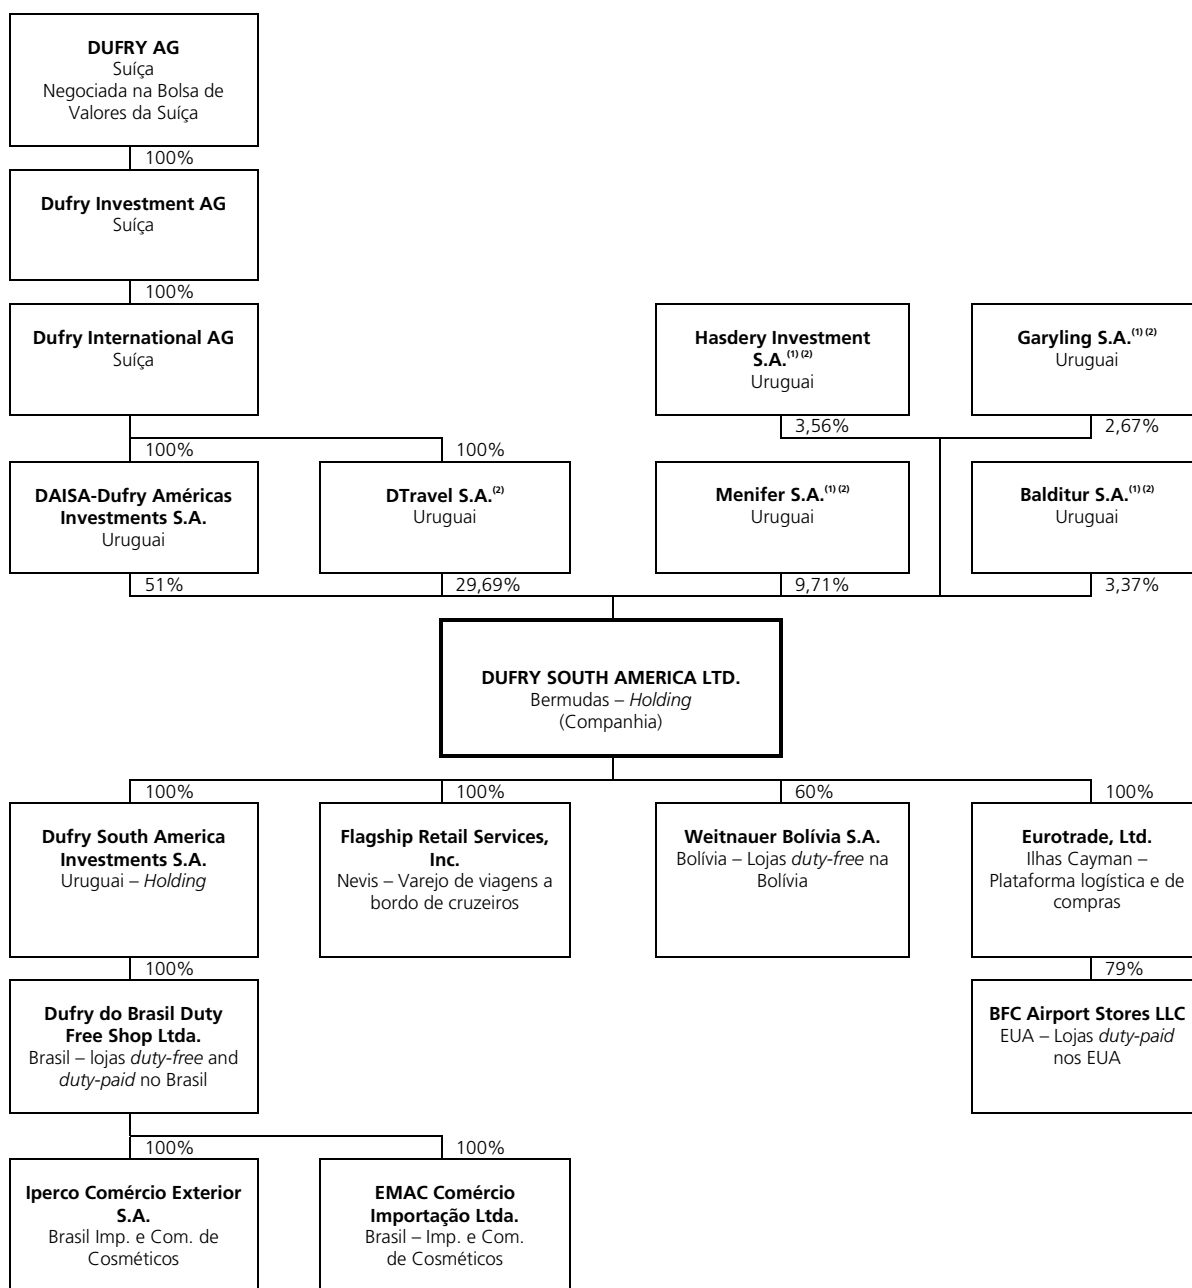 DUFRY AG
Suíça
Negociada na Bolsa de
Valores da Suíça
100%
Dufry Investment AG
Suíça
100%
Dufry International AG
Suíça
Hasdery Investment
S.A.(1) (2)
Uruguai
Garyling S.A.(1) (2)
Uruguai
3,56%
2,67%
100%
100%
DAISA-Dufry Américas
Investments S.A.
Uruguai
DTravel S.A.(2)
Uruguai
Menifer S.A.(1) (2)
Uruguai
Balditur S.A.(1) (2)
Uruguai
51%
29,69%
9,71%
3,37%
DUFRY SOUTH AMERICA LTD.
Bermudas – Holding
(Companhia)
100%
100%
60%
100%
Dufry South America
Investments S.A.
Uruguai – Holding
Flagship Retail Services,
Inc.
Nevis – Varejo de viagens a
bordo de cruzeiros
Weitnauer Bolívia S.A.
Bolívia – Lojas duty-free na
Bolívia
Eurotrade, Ltd.
Ilhas Cayman –
Plataforma logística e de
compras
100%
79%
Dufry do Brasil Duty
Free Shop Ltda.
Brasil – lojas duty-free and
duty-paid no Brasil
BFC Airport Stores LLC
EUA – Lojas duty-paid
nos EUA
100%
100%
Iperco Comércio Exterior
S.A.
Brasil Imp. e Com. de
Cosméticos
EMAC Comércio
Importação Ltda.
Brasil – Imp. e Com.
de Cosméticos